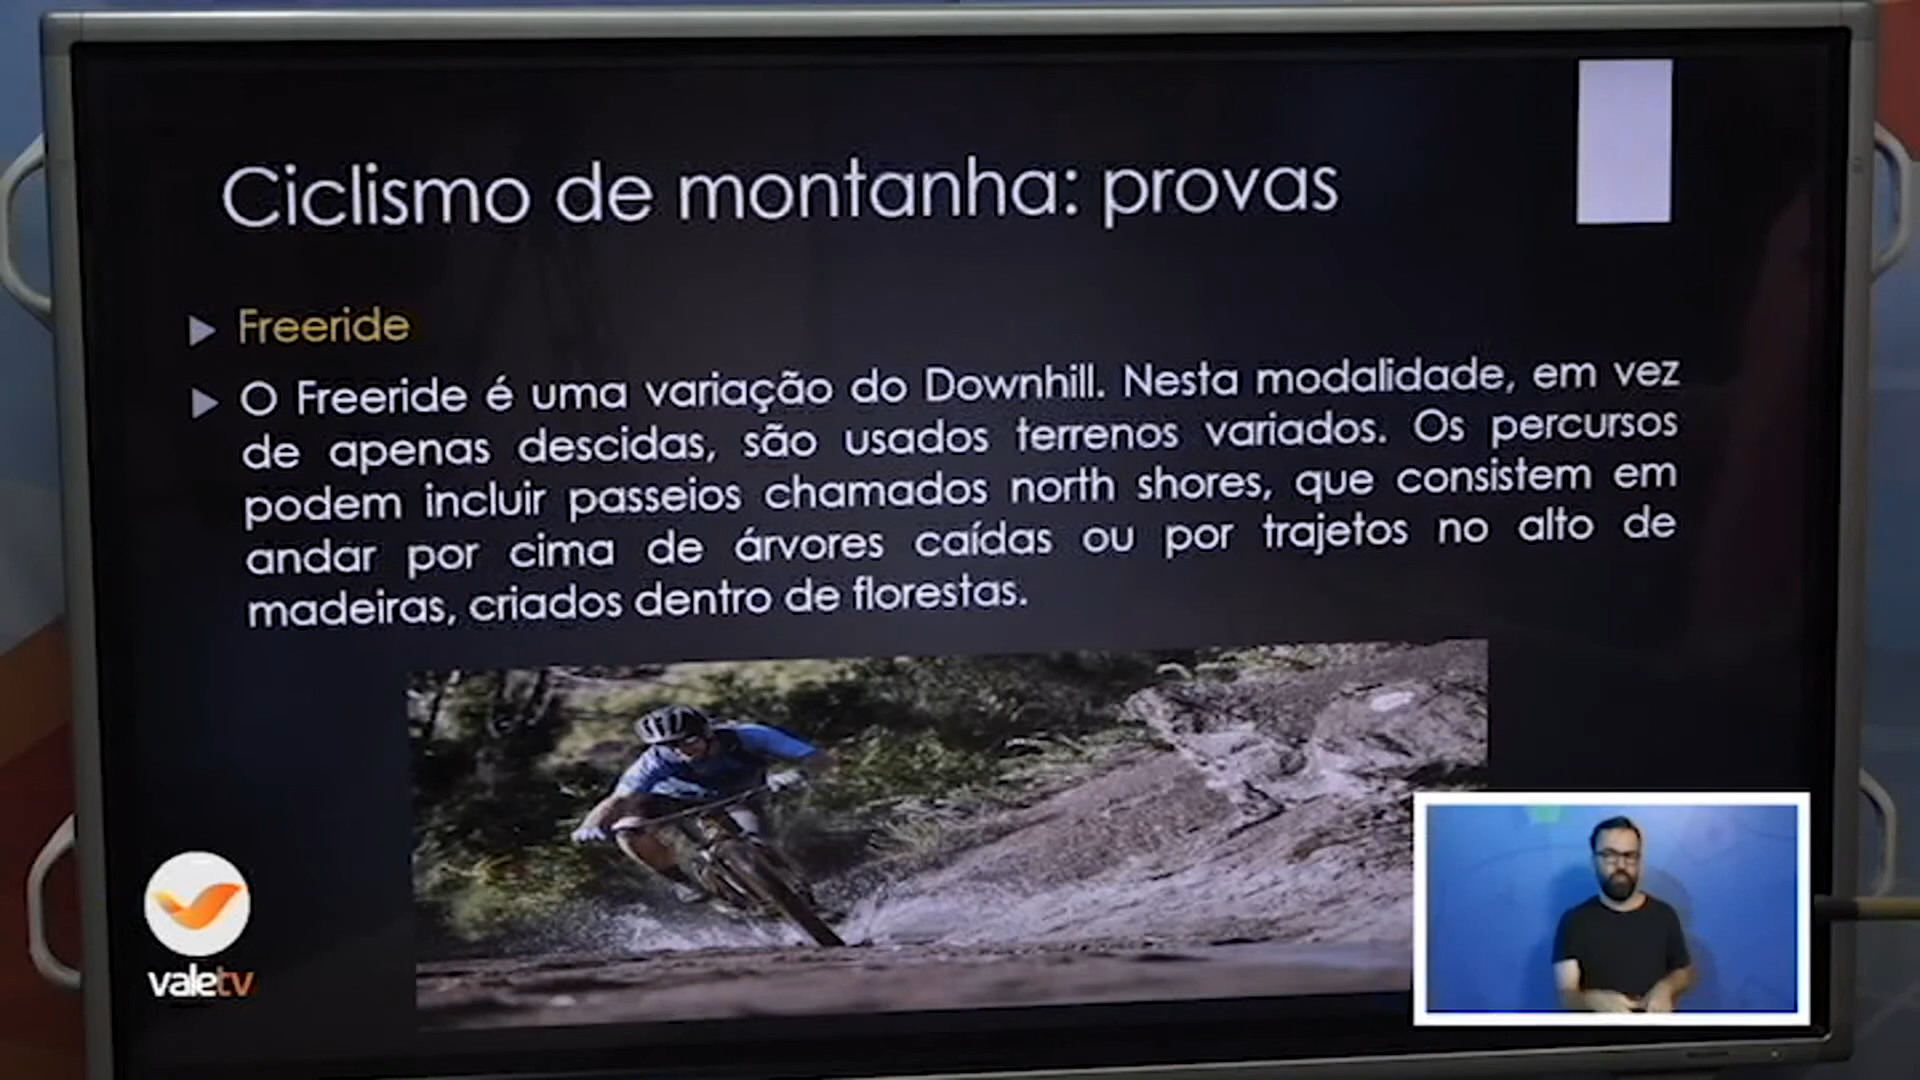 Ciclismo de montanha: provas
Freeride
O Freeride é uma variação do Downhill. Nesta modalidade, em vez
de apenas descidas, são usados terrenos variados. Os percursos
podem incluir passeios chamados north shores, que consistem em
andar por cima de árvores caídas ou por trajetos no alto de
madeiras, criados dentro de florestas.
valetv